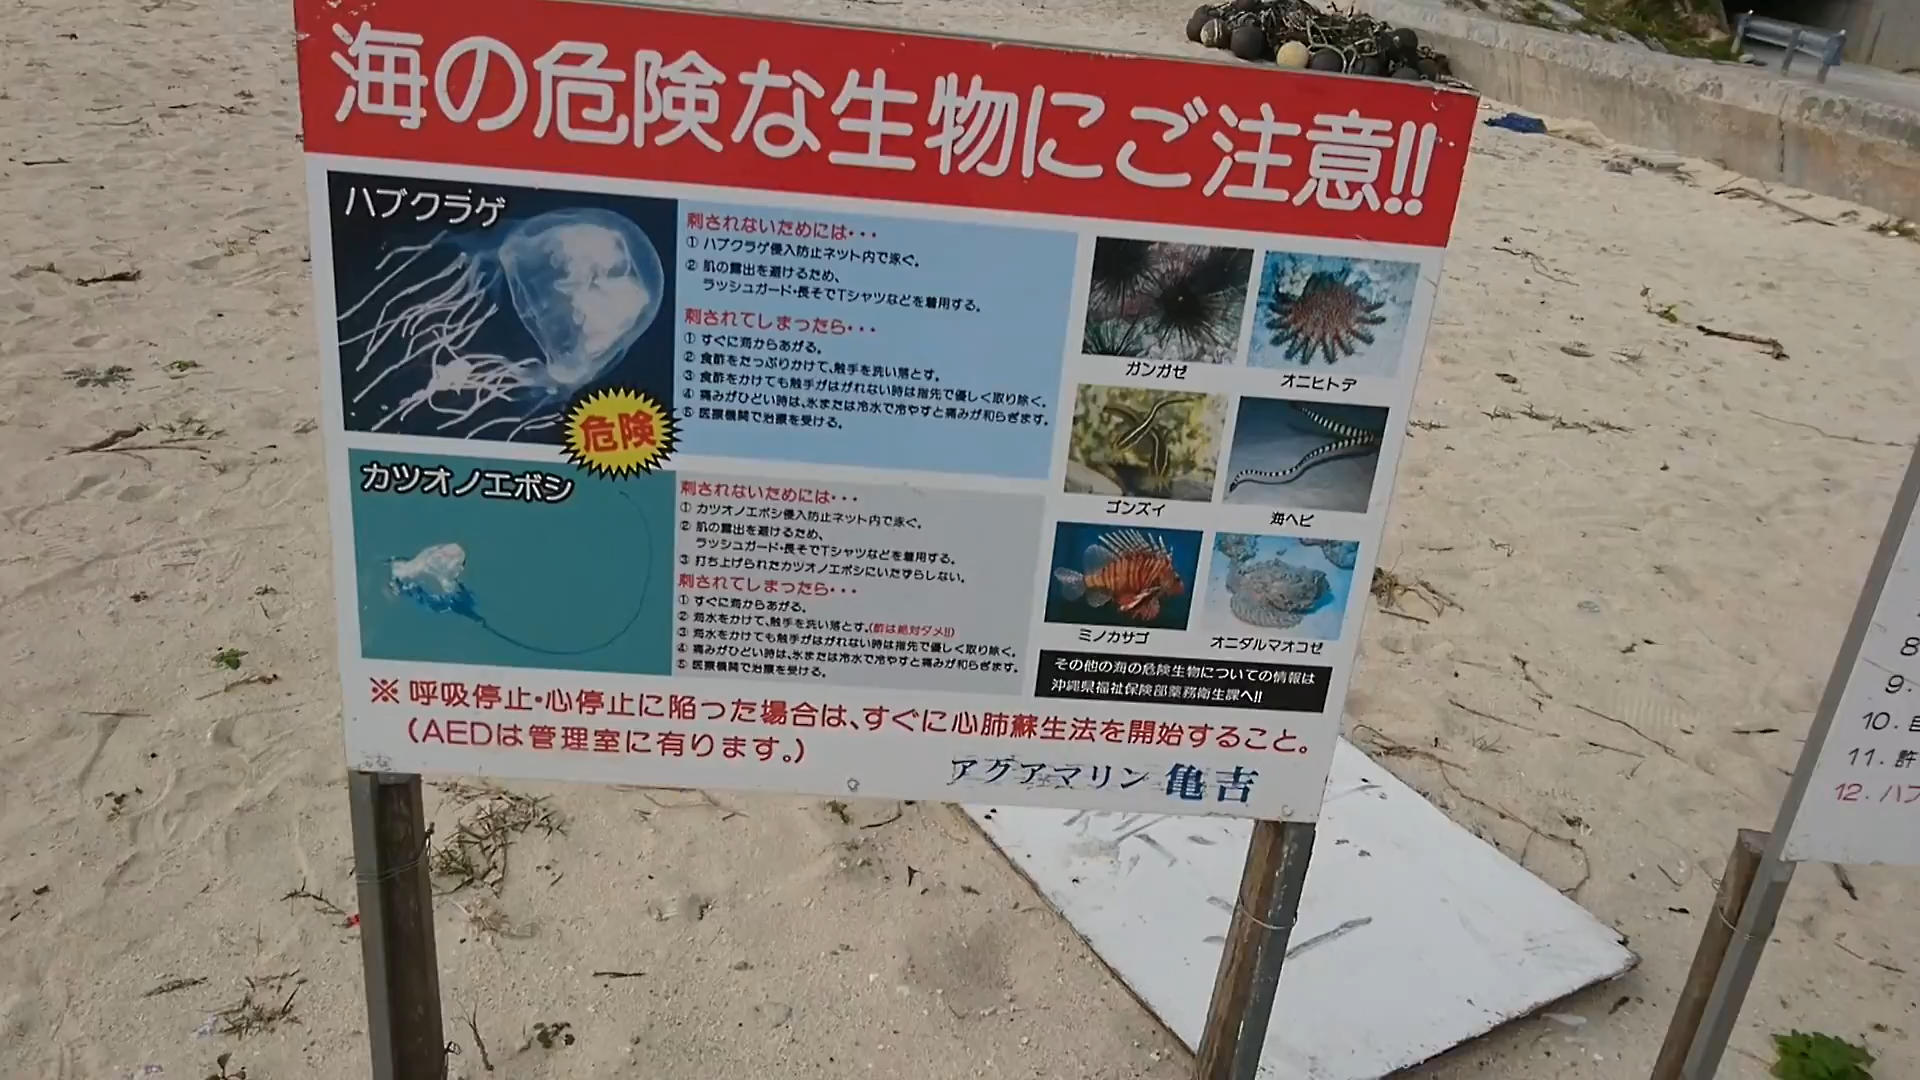 海の危険な生物にご注意!!
ハブクラゲ
刺されないためには・・・
① ハブクラゲ侵入防止ネット内で泳ぐ。
② 肌の露出を避けるため、
ラッシュガード・長そでTシャツなどを着用する。
刺されてしまったら・・・
① すぐに海からあがる。
② 食酢をたっぷりかけて、触手を洗い落とす。
③ 食酢をかけても触手がはがれない時は指先で優しく取り除く。
④ 痛みがひどい時は、氷または冷水で冷やすと痛みが和らぎます。
⑤ 医療機関で治療を受ける。
危険
カツオノエボシ
刺されないためには・・・
① カツオノエボシ侵入防止ネット内で泳ぐ。
② 肌の露出を避けるため、
ラッシュガード・長そでTシャツなどを着用する。
③ 打ち上げられたカツオノエボシにいたずらしない。
刺されてしまったら・・・
① すぐに海からあがる。
② 海水をかけて、触手を洗い落とす。(酢は絶対ダメ!!)
③ 海水をかけても触手がはがれない時は指先で優しく取り除く。
④ 痛みがひどい時は、氷または冷水で冷やすと痛みが和らぎます。
⑤ 医療機関で治療を受ける。
ガンガゼ
オニヒトデ
ゴンズイ
海ヘビ
ミノカサゴ
オニダルマオコゼ
その他の海の危険生物についての情報は
沖縄県福祉保険部薬務衛生課へ!!
※ 呼吸停止・心停止に陥った場合は、すぐに心肺蘇生法を開始すること。
(AEDは管理室に有ります。)
アクアマリン 亀吉
8
9.
10. 自
11. 許
12. ハブ